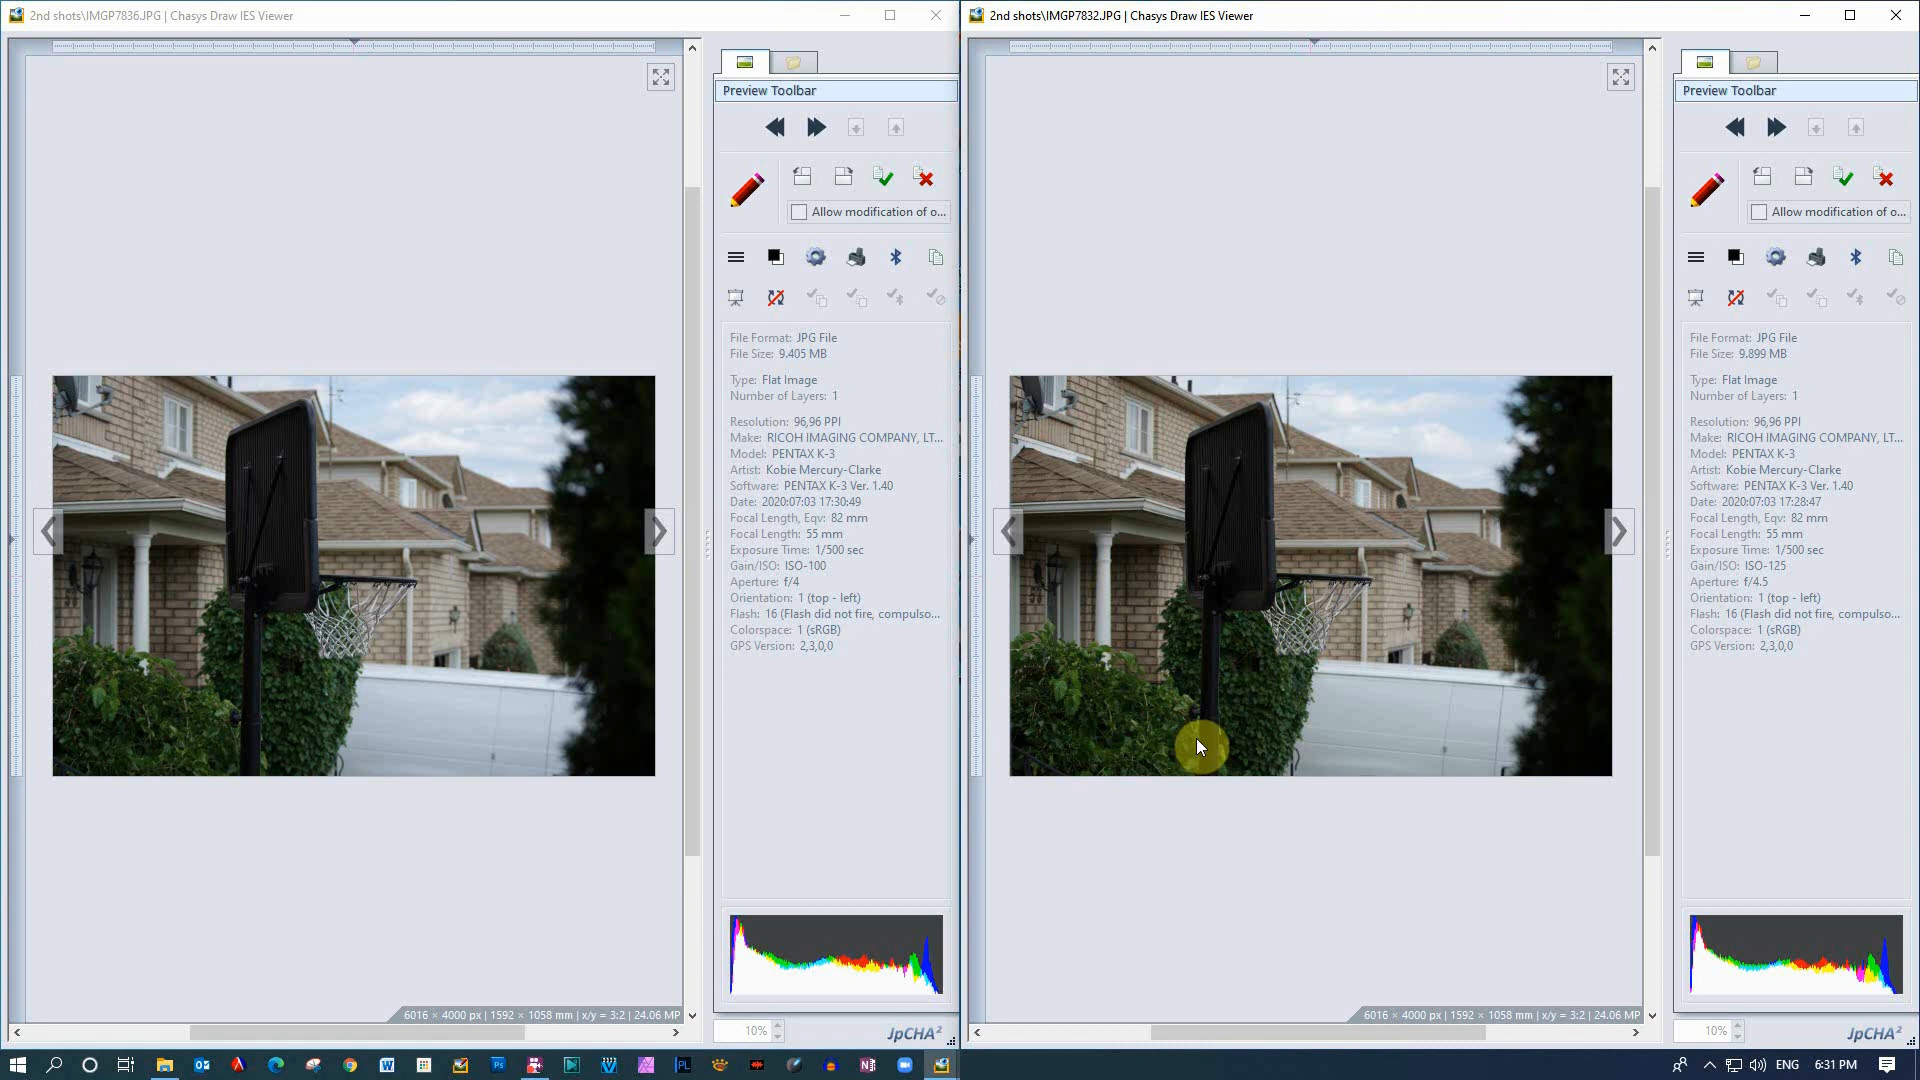 2nd shots\IMGP7836.JPG | Chasys Draw IES Viewer
Preview Toolbar
Allow modification of o...
File Format: JPG File
File Size: 9.405 MB
Type: Flat Image
Number of Layers: 1
Resolution: 96,96 PPI
Make: RICOH IMAGING COMPANY, LT...
Model: PENTAX K-3
Artist: Kobie Mercury-Clarke
Software: PENTAX K-3 Ver. 1.40
Date: 2020:07:03 17:30:49
Focal Length, Eqv: 82 mm
Focal Length: 55 mm
Exposure Time: 1/500 sec
Gain/ISO: ISO-100
Aperture: f/4
Orientation: 1 (top - left)
Flash: 16 (Flash did not fire, compulso...
Colorspace: 1 (sRGB)
GPS Version: 2,3,0,0
6016 × 4000 px | 1592 × 1058 mm | x/y = 3:2 | 24.06 MP
10%
JpCHA²
2nd shots\IMGP7832.JPG | Chasys Draw IES Viewer
Preview Toolbar
Allow modification of o...
File Format: JPG File
File Size: 9.899 MB
Type: Flat Image
Number of Layers: 1
Resolution: 96,96 PPI
Make: RICOH IMAGING COMPANY, LT...
Model: PENTAX K-3
Artist: Kobie Mercury-Clarke
Software: PENTAX K-3 Ver. 1.40
Date: 2020:07:03 17:28:47
Focal Length, Eqv: 82 mm
Focal Length: 55 mm
Exposure Time: 1/500 sec
Gain/ISO: ISO-125
Aperture: f/4.5
Orientation: 1 (top - left)
Flash: 16 (Flash did not fire, compulso...
Colorspace: 1 (sRGB)
GPS Version: 2,3,0,0
6016 × 4000 px | 1592 × 1058 mm | x/y = 3:2 | 24.06 MP
10%
JpCHA²
ENG
6:31 PM